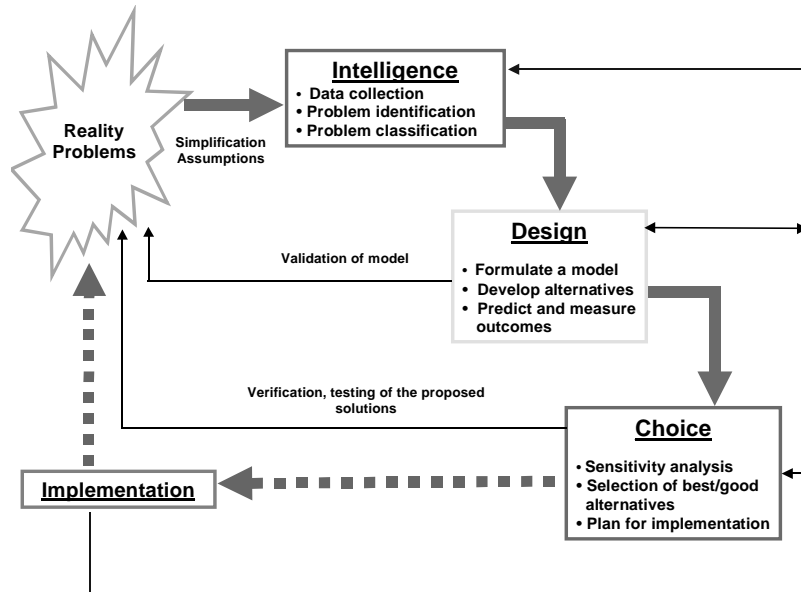 Intelligence
• Data collection
• Problem identification
• Problem classification
Reality
Problems
Simplification
Assumptions
Design
• Formulate a model
• Develop alternatives
• Predict and measure
outcomes
Validation of model
Verification, testing of the proposed
solutions
Choice
• Sensitivity analysis
• Selection of best/good
alternatives
• Plan for implementation
Implementation